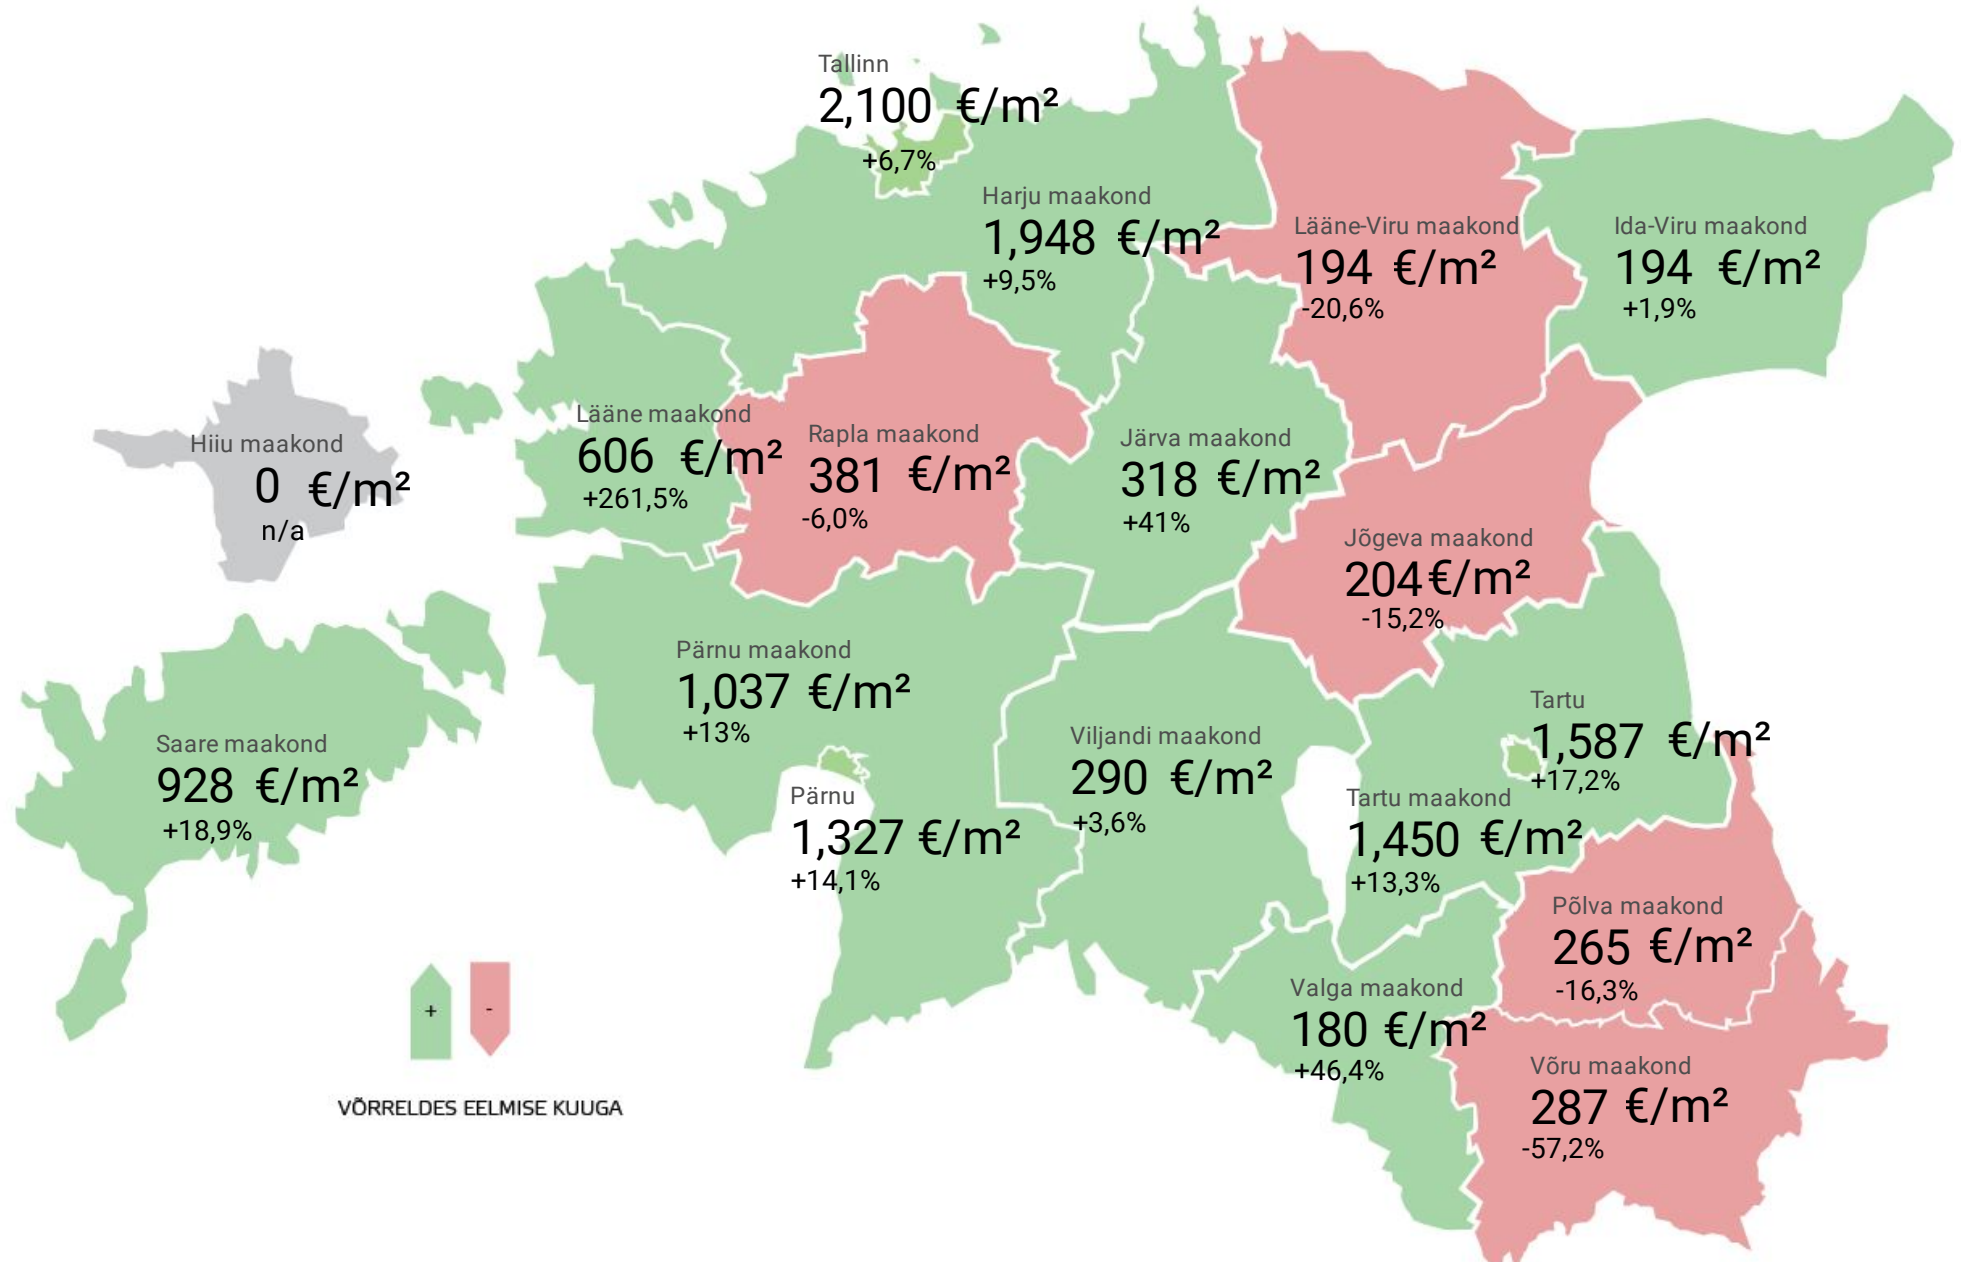 Tallinn
2,100 €/m²
+6,7%
Harju maakond
1,948 €/m²
+9,5%
Lääne-Viru maakond
194 €/m²
-20,6%
Ida-Viru maakond
194 €/m²
+1,9%
Hiiu maakond
0 €/m²
n/a
Lääne maakond
606 €/m²
+261,5%
Rapla maakond
381 €/m²
-6,0%
Järva maakond
318 €/m²
+41%
Jõgeva maakond
204 €/m²
-15,2%
Saare maakond
928 €/m²
+18,9%
Pärnu maakond
1,037 €/m²
+13%
Pärnu
1,327 €/m²
+14,1%
Viljandi maakond
290 €/m²
+3,6%
Tartu
1,587 €/m²
+17,2%
Tartu maakond
1,450 €/m²
+13,3%
Põlva maakond
265 €/m²
-16,3%
Valga maakond
180 €/m²
+46,4%
Võru maakond
287 €/m²
-57,2%
+ -
VÕRRELDES EELMISE KUUGA